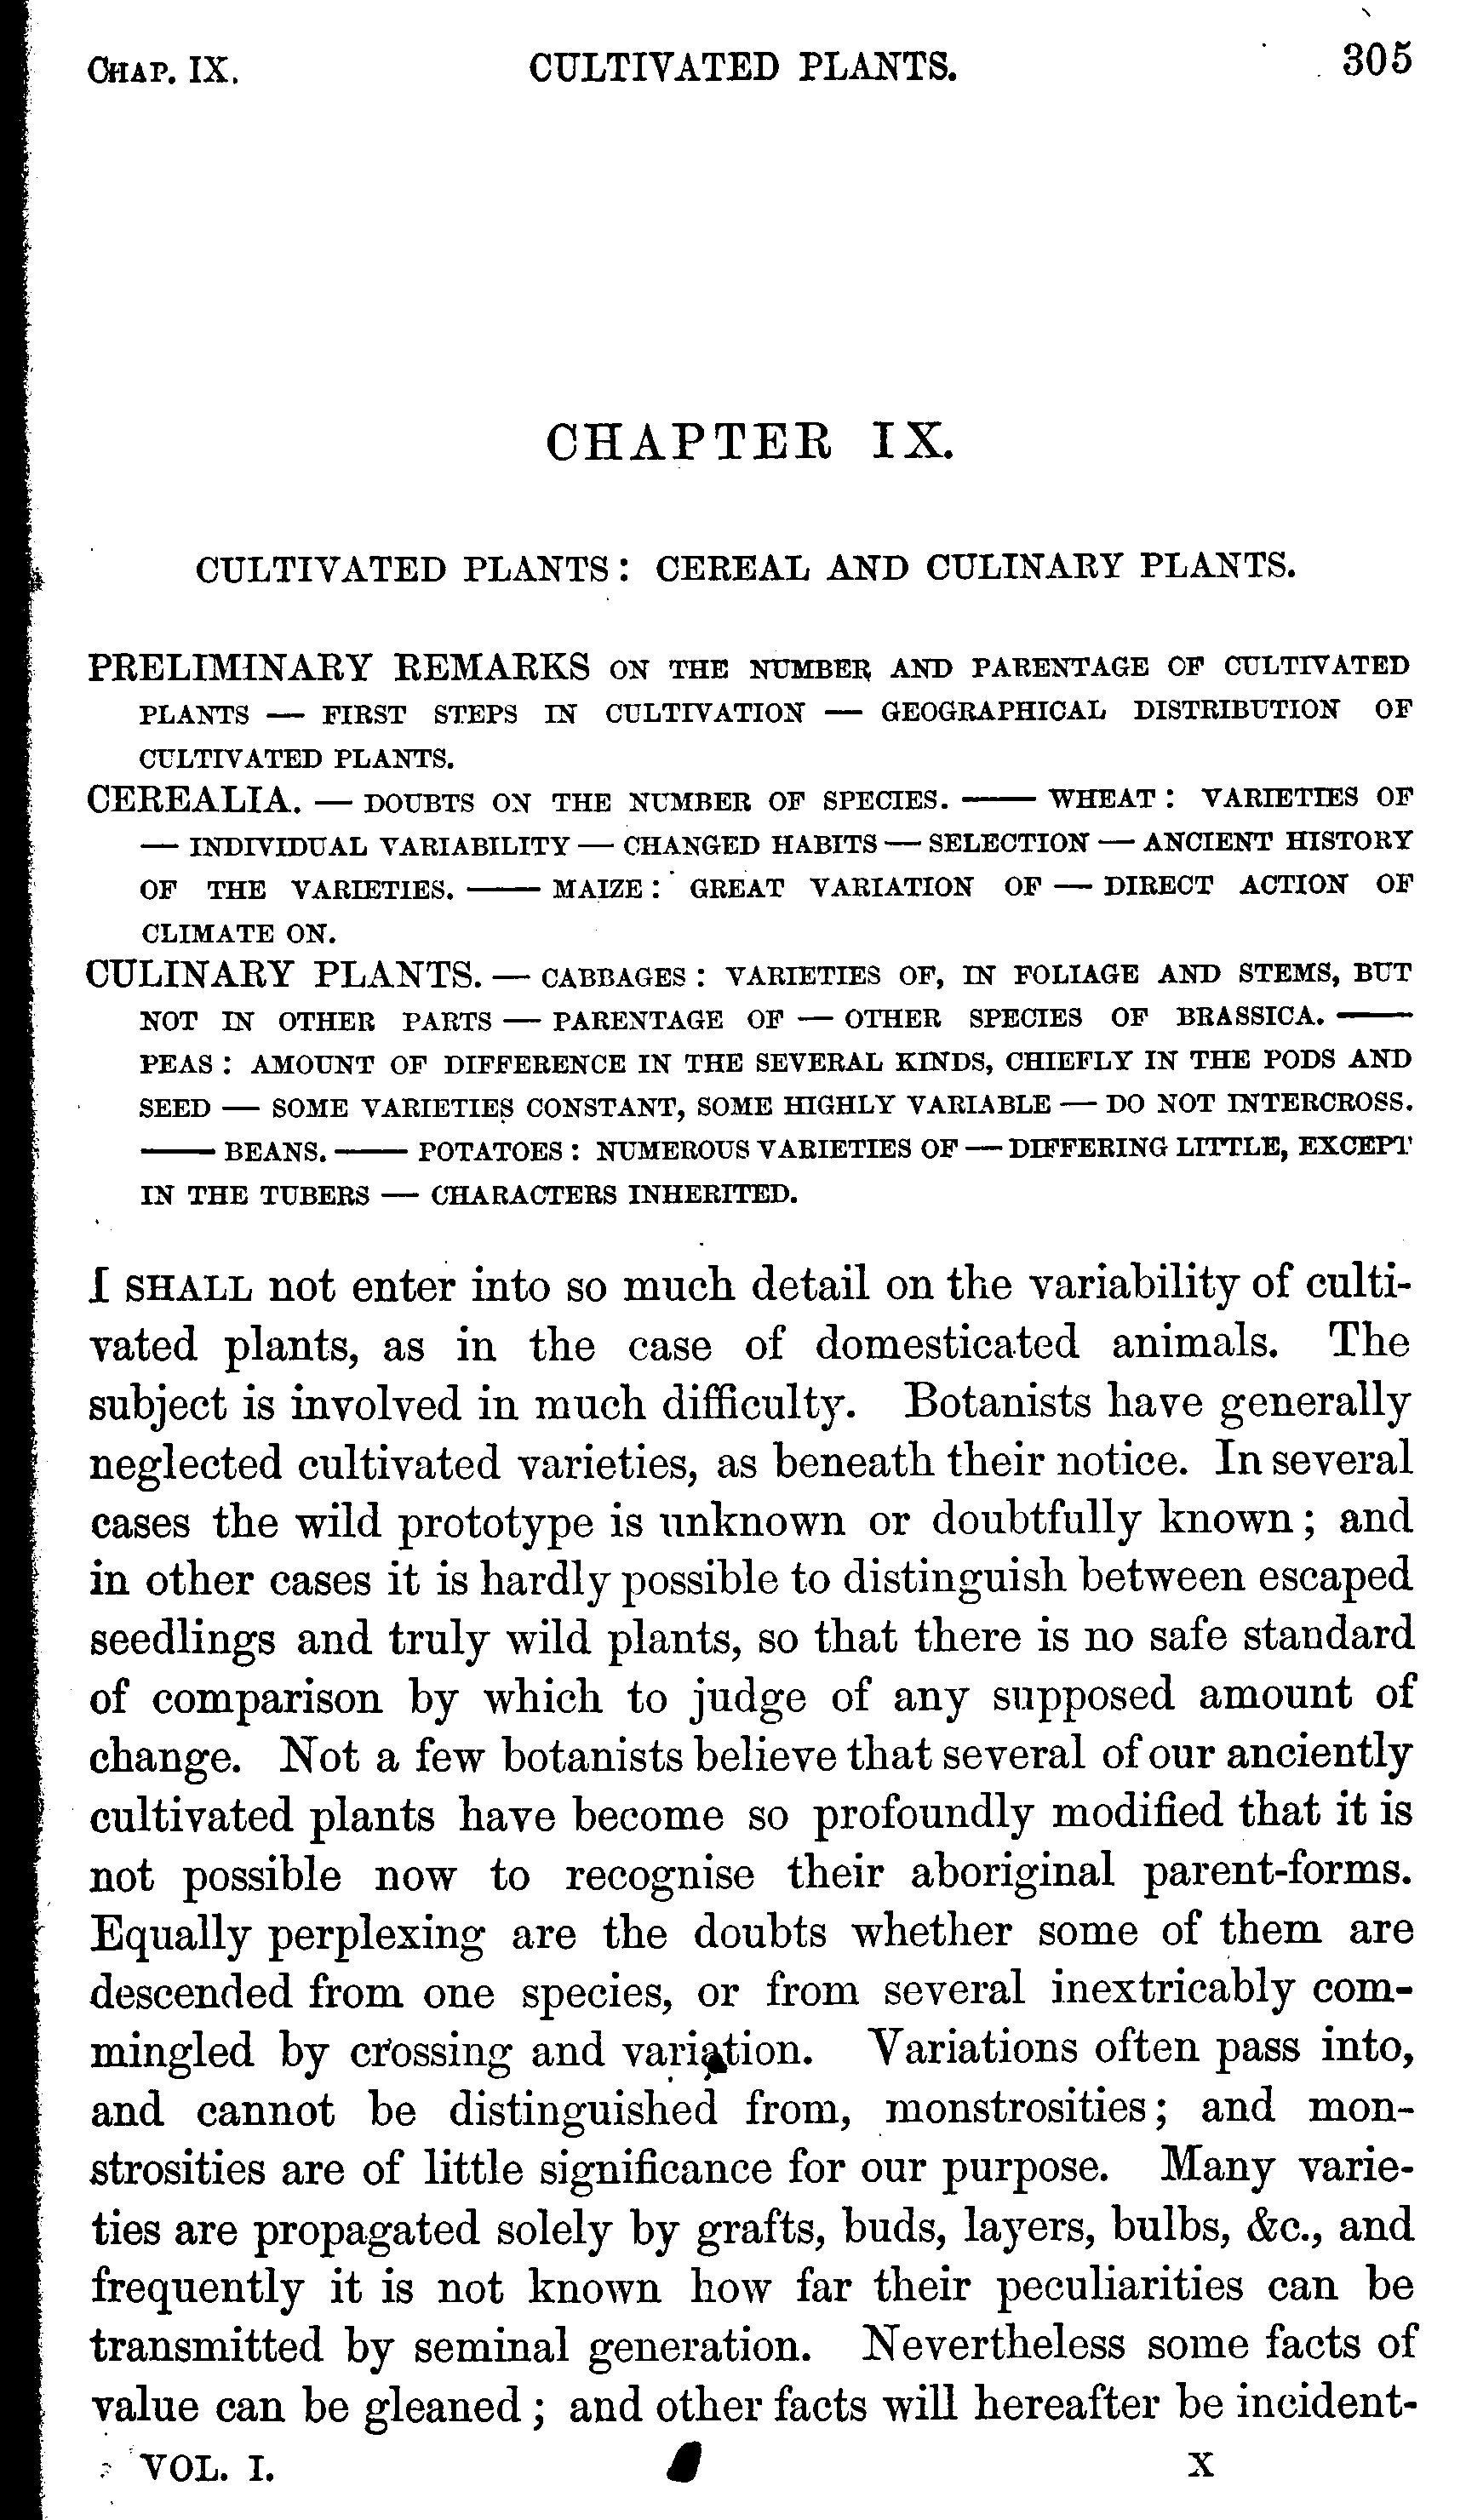 CHAP. IX. CULTIVATED PLANTS. 305
CHAPTER IX.
CULTIVATED PLANTS: CEREAL AND CULINARY PLANTS.
PRELIMINARY REMARKS ON THE NUMBER AND PARENTAGE OF CULTIVATED
PLANTS — FIRST STEPS IN CULTIVATION — GEOGRAPHICAL DISTRIBUTION OF
CULTIVATED PLANTS.
CEREALIA. — DOUBTS ON THE NUMBER OF SPECIES. —— WHEAT: VARIETIES OF
— INDIVIDUAL VARIABILITY — CHANGED HABITS — SELECTION — ANCIENT HISTORY
OF THE VARIETIES. —— MAIZE: GREAT VARIATION OF — DIRECT ACTION OF
CLIMATE ON.
CULINARY PLANTS. — CABBAGES: VARIETIES OF, IN FOLIAGE AND STEMS, BUT
NOT IN OTHER PARTS — PARENTAGE OF — OTHER SPECIES OF BRASSICA. ——
PEAS: AMOUNT OF DIFFERENCE IN THE SEVERAL KINDS, CHIEFLY IN THE PODS AND
SEED — SOME VARIETIES CONSTANT, SOME HIGHLY VARIABLE — DO NOT INTERCROSS.
—— BEANS. —— POTATOES: NUMEROUS VARIETIES OF — DIFFERING LITTLE, EXCEPT
IN THE TUBERS — CHARACTERS INHERITED.
I SHALL not enter into so much detail on the variability of culti-
vated plants, as in the case of domesticated animals. The
subject is involved in much difficulty. Botanists have generally
neglected cultivated varieties, as beneath their notice. In several
cases the wild prototype is unknown or doubtfully known; and
in other cases it is hardly possible to distinguish between escaped
seedlings and truly wild plants, so that there is no safe standard
of comparison by which to judge of any supposed amount of
change. Not a few botanists believe that several of our anciently
cultivated plants have become so profoundly modified that it is
not possible now to recognise their aboriginal parent-forms.
Equally perplexing are the doubts whether some of them are
descended from one species, or from several inextricably com-
mingled by crossing and variation. Variations often pass into,
and cannot be distinguished from, monstrosities; and mon-
strosities are of little significance for our purpose. Many varie-
ties are propagated solely by grafts, buds, layers, bulbs, &c., and
frequently it is not known how far their peculiarities can be
transmitted by seminal generation. Nevertheless some facts of
value can be gleaned; and other facts will hereafter be incident-
VOL. I. X